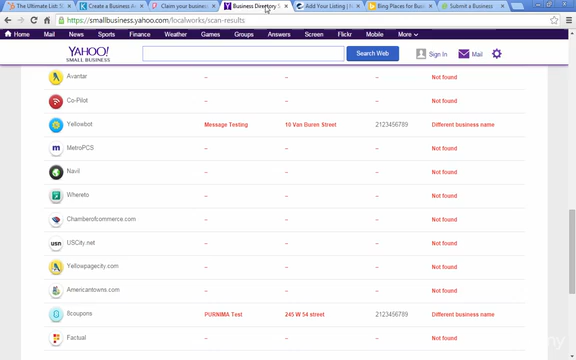 The Ultimate List: 5
Create a Business A
Claim your business
Business Directory S
Add Your Listing
Bing Places for Bus
Submit a Business
https://smallbusiness.yahoo.com/localworks/scan-results
Home Mail News Sports Finance Weather Games Groups Answers Screen Flickr Mobile More
YAHOO!
SMALL BUSINESS
Search Web
Sign In
Mail
Avantar – – – Not found
Co-Pilot – – – Not found
Yellowbot Message Testing 10 Van Buren Street 2123456789 Different business name
MetroPCS – – – Not found
Navil – – – Not found
Whereto – – – Not found
Chamberofcommerce.com – – – Not found
usn USCity.net – – – Not found
Yellowpagecity.com – – – Not found
Americantowns.com – – – Not found
8coupons PURNIMA Test 245 W 54 street 2123456789 Different business name
Factual – – – Not found